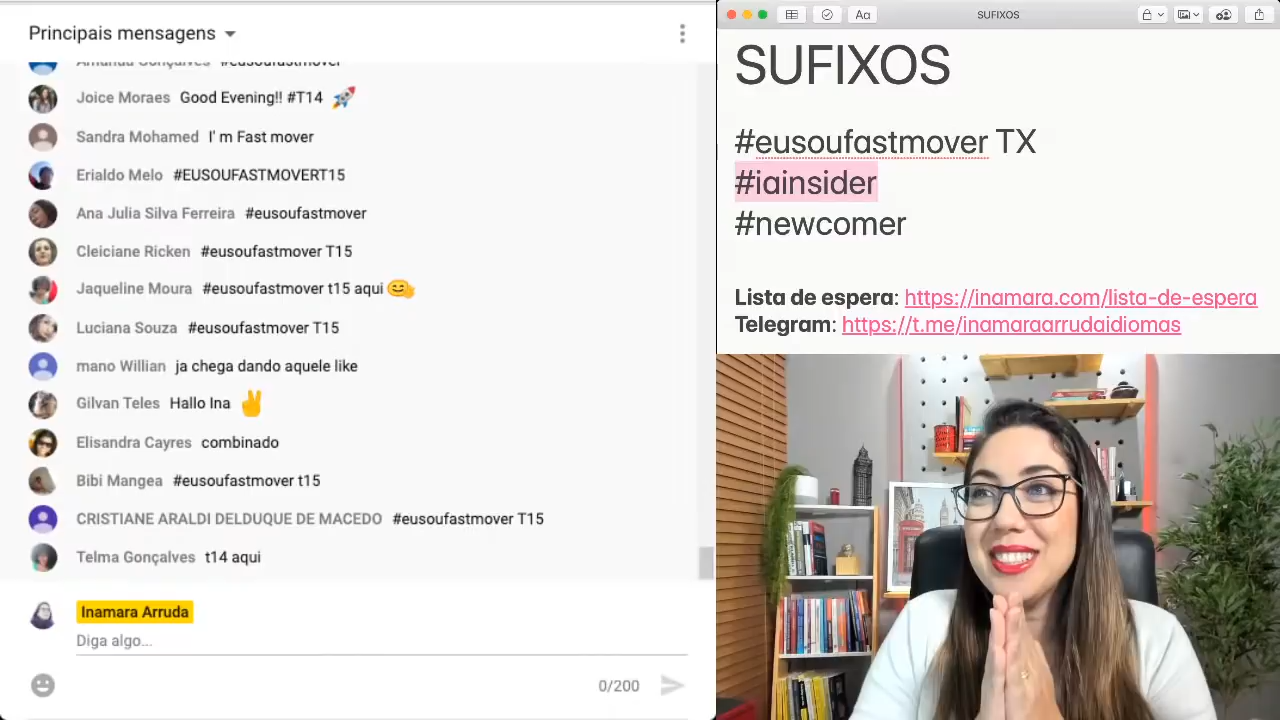 Principais mensagens
Amanda Gonçalves #eusoufastmover
Joice Moraes Good Evening!! #T14 🚀
Sandra Mohamed I' m Fast mover
Erialdo Melo #EUSOUFASTMOVERT15
Ana Julia Silva Ferreira #eusoufastmover
Cleiciane Ricken #eusoufastmover T15
Jaqueline Moura #eusoufastmover t15 aqui 🤗
Luciana Souza #eusoufastmover T15
mano Willian ja chega dando aquele like
Gilvan Teles Hallo Ina ✌
Elisandra Cayres combinado
Bibi Mangea #eusoufastmover t15
CRISTIANE ARALDI DELDUQUE DE MACEDO #eusoufastmover T15
Telma Gonçalves t14 aqui
Inamara Arruda
Diga algo...
0/200
Aa
SUFIXOS
SUFIXOS
#eusoufastmover TX
#iainsider
#newcomer
Lista de espera: https://inamara.com/lista-de-espera
Telegram: https://t.me/inamaraarrudaidiomas